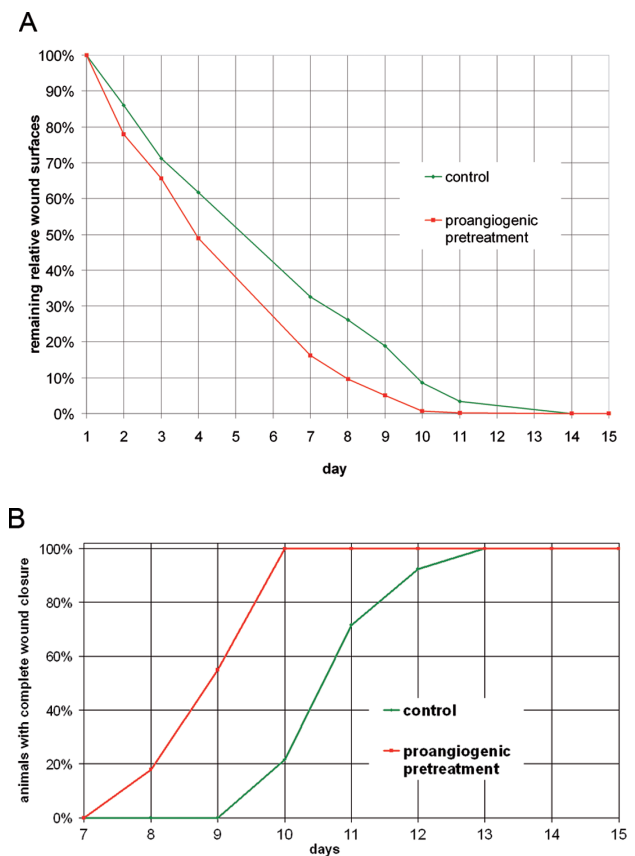 A
remaining relative wound surfaces
100%
90%
80%
70%
60%
50%
40%
30%
20%
10%
0%
control
proangiogenic
pretreatment
1 2 3 4 5 6 7 8 9 10 11 12 13 14 15
day
B
animals with complete wound closure
100%
80%
60%
40%
20%
0%
control
proangiogenic
pretreatment
7 8 9 10 11 12 13 14 15
days